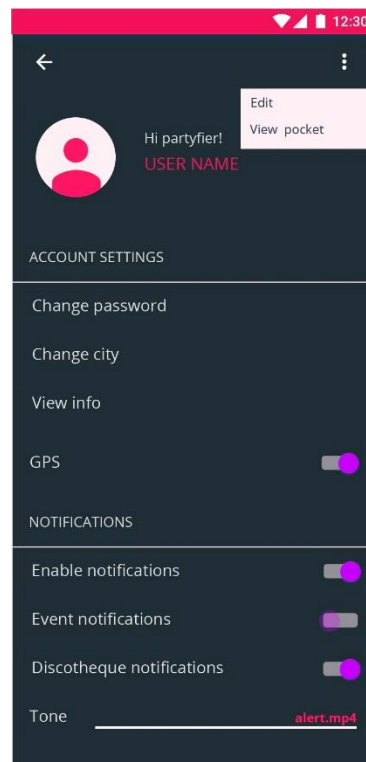 12:30
Edit
View pocket
Hi partyfier!
USER NAME
ACCOUNT SETTINGS
Change password
Change city
View info
GPS
NOTIFICATIONS
Enable notifications
Event notifications
Discotheque notifications
Tone alert.mp4